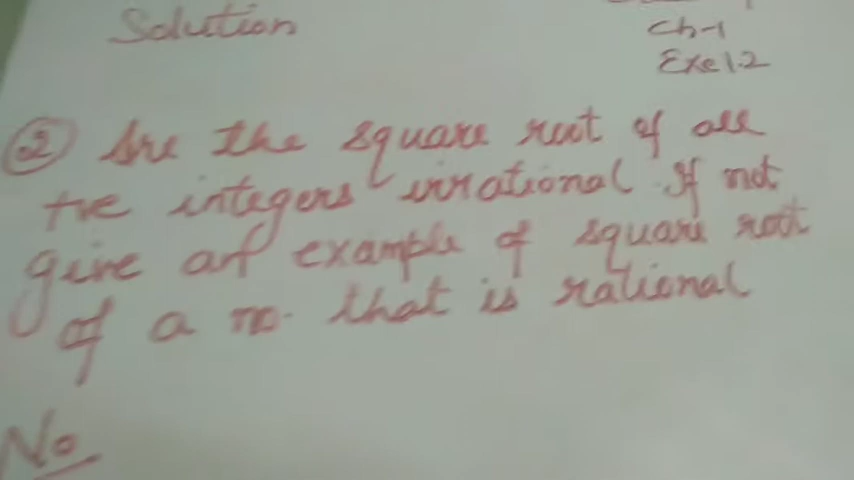 Solution
Ch-1
Exe 1.2
② Are the square root of all
+ve integers irrational If not
give an example of square root
of a no. that is rational
No